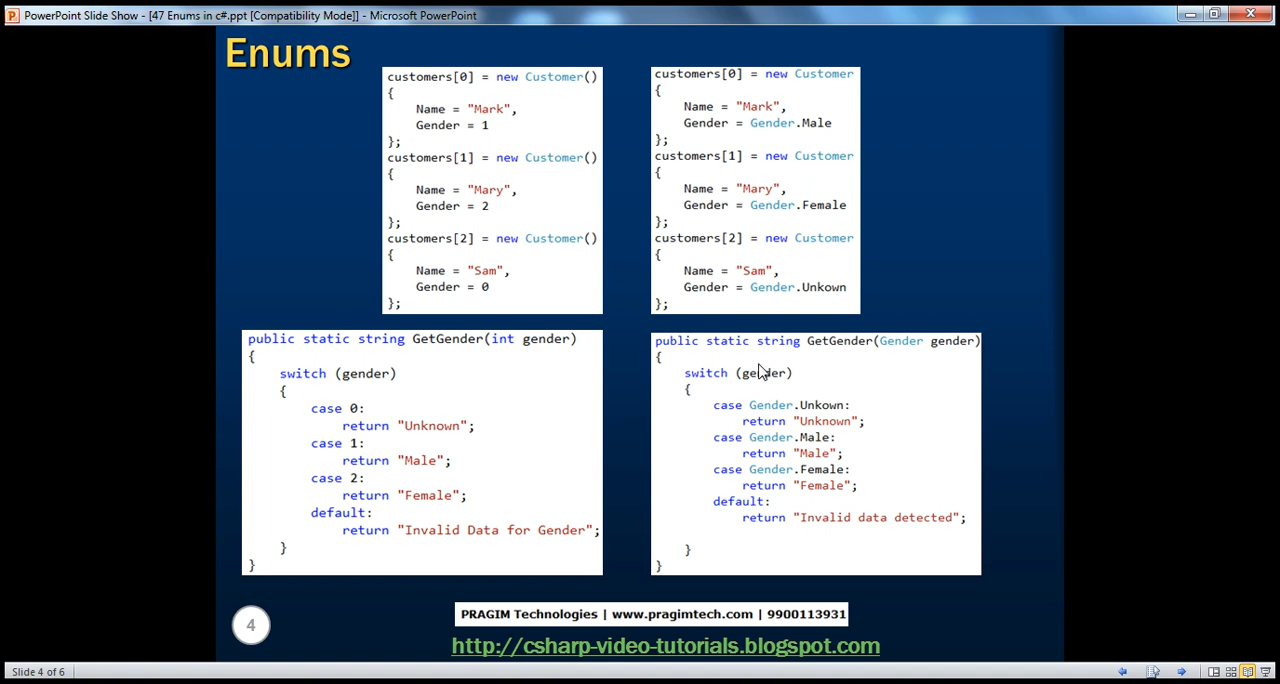 PowerPoint Slide Show - [47 Enums in c#.ppt [Compatibility Mode]] - Microsoft PowerPoint
Enums
customers[0] = new Customer()
{
Name = "Mark",
Gender = 1
};
customers[1] = new Customer()
{
Name = "Mary",
Gender = 2
};
customers[2] = new Customer()
{
Name = "Sam",
Gender = 0
};
customers[0] = new Customer
{
Name = "Mark",
Gender = Gender.Male
};
customers[1] = new Customer
{
Name = "Mary",
Gender = Gender.Female
};
customers[2] = new Customer
{
Name = "Sam",
Gender = Gender.Unkown
};
public static string GetGender(int gender)
{
switch (gender)
{
case 0:
return "Unknown";
case 1:
return "Male";
case 2:
return "Female";
default:
return "Invalid Data for Gender";
}
}
public static string GetGender(Gender gender)
{
switch (gender)
{
case Gender.Unkown:
return "Unknown";
case Gender.Male:
return "Male";
case Gender.Female:
return "Female";
default:
return "Invalid data detected";
}
}
4
PRAGIM Technologies | www.pragimtech.com | 9900113931
http://csharp-video-tutorials.blogspot.com
Slide 4 of 6